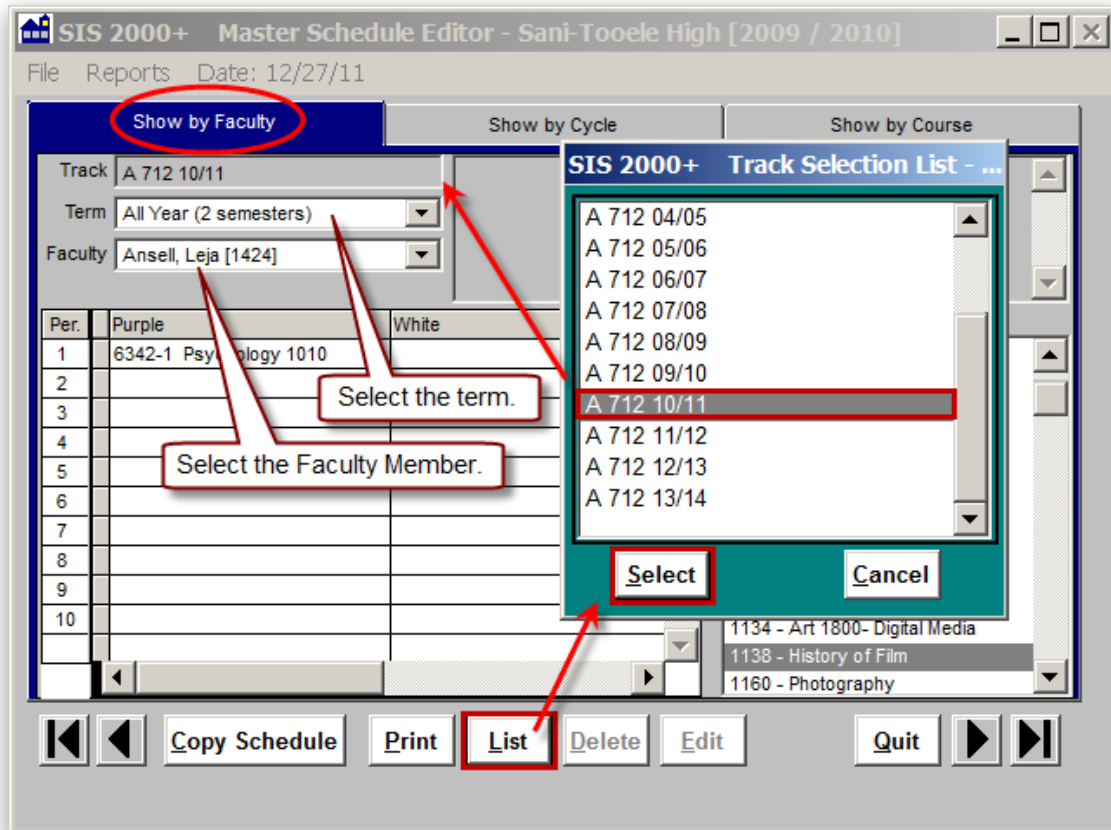 SIS 2000+ Master Schedule Editor - Sani-Tooele High [2009 / 2010]
File Reports Date: 12/27/11
Show by Faculty
Show by Cycle
Show by Course
Track A 712 10/11
Term All Year (2 semesters)
Faculty Ansell, Leja [1424]
Per. Purple White
1 6342-1
2
3
4
5
6
7
8
9
10
Select the term.
Select the Faculty Member.
SIS 2000+ Track Selection List - ...
A 712 04/05
A 712 05/06
A 712 06/07
A 712 07/08
A 712 08/09
A 712 09/10
A 712 10/11
A 712 11/12
A 712 12/13
A 712 13/14
Select Cancel
1134 - Art 1800- Digital Media
1138 - History of Film
1160 - Photography
Copy Schedule Print List Delete Edit Quit